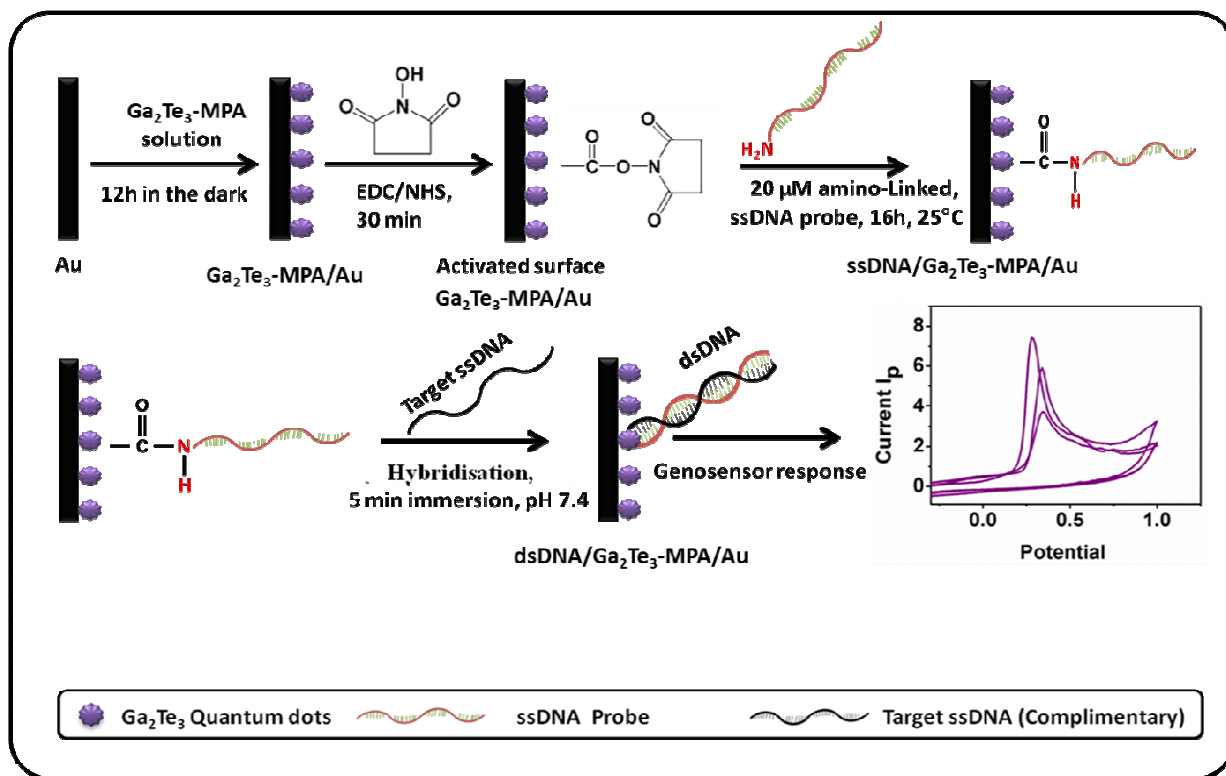 Ga₂Te₃-MPA
solution
12h in the dark
Au
Ga₂Te₃-MPA/Au
OH
N
O
O
EDC/NHS,
30 min
Activated surface
Ga₂Te₃-MPA/Au
O
C
O
N
O
O
H₂N
20 µM amino-Linked,
ssDNA probe, 16h, 25°C
O
C
N
H
ssDNA/Ga₂Te₃-MPA/Au
O
C
N
H
Target ssDNA
Hybridisation,
5 min immersion, pH 7.4
dsDNA
dsDNA/Ga₂Te₃-MPA/Au
Genosensor response
Current Iₚ
8
6
4
2
0
0.0 0.5 1.0
Potential
Ga₂Te₃ Quantum dots ssDNA Probe Target ssDNA (Complimentary)